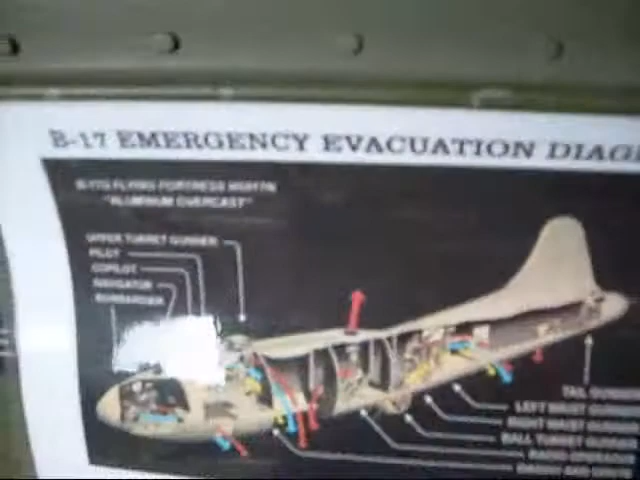 B-17 EMERGENCY EVACUATION DIAG
B-17G FLYING FORTRESS
"ALUMINUM OVERCAST"
UPPER TURRET GUNNER
PILOT
COPILOT
NAVIGATOR
BOMBARDIER
TAIL GUNNER
LEFT WAIST GUNNER
RIGHT WAIST GUNNER
BALL TURRET GUNNER
RADIO OPERATOR